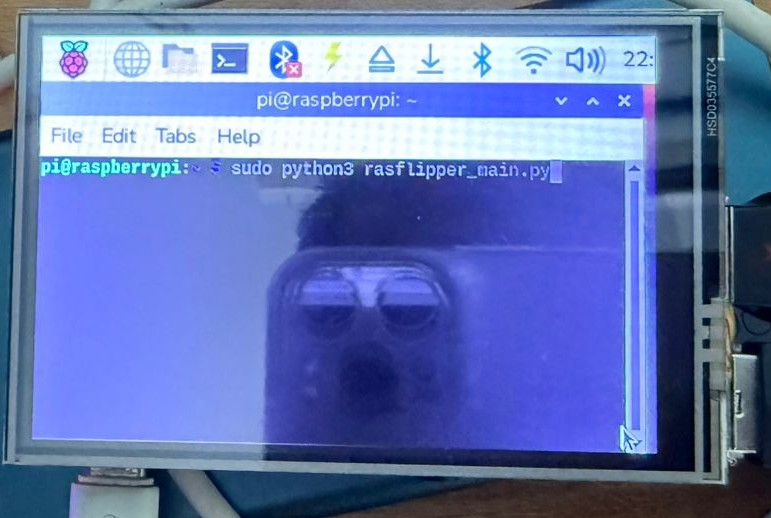 22:
pi@raspberrypi: ~
File Edit Tabs Help
pi@raspberrypi:~ $ sudo python3 rasflipper_main.py
HSD035577C4